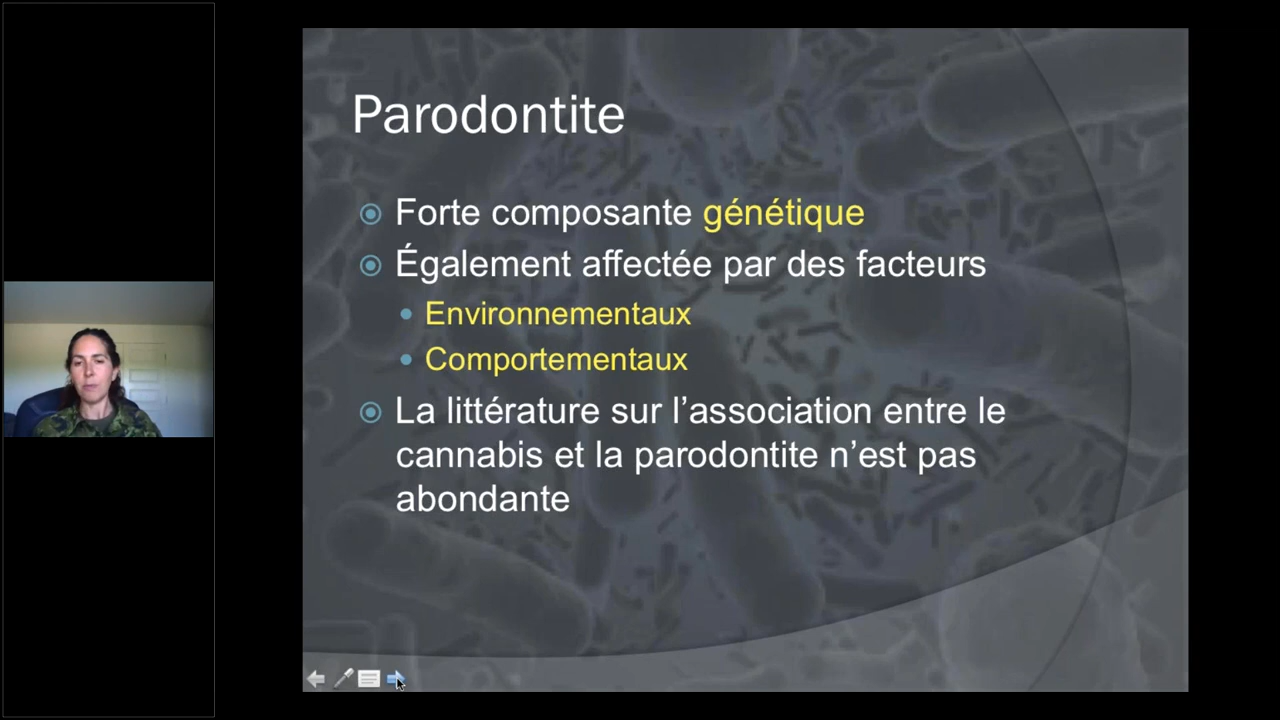 Parodontite
Forte composante génétique
Également affectée par des facteurs
Environnementaux
Comportementaux
La littérature sur l’association entre le
cannabis et la parodontite n’est pas
abondante